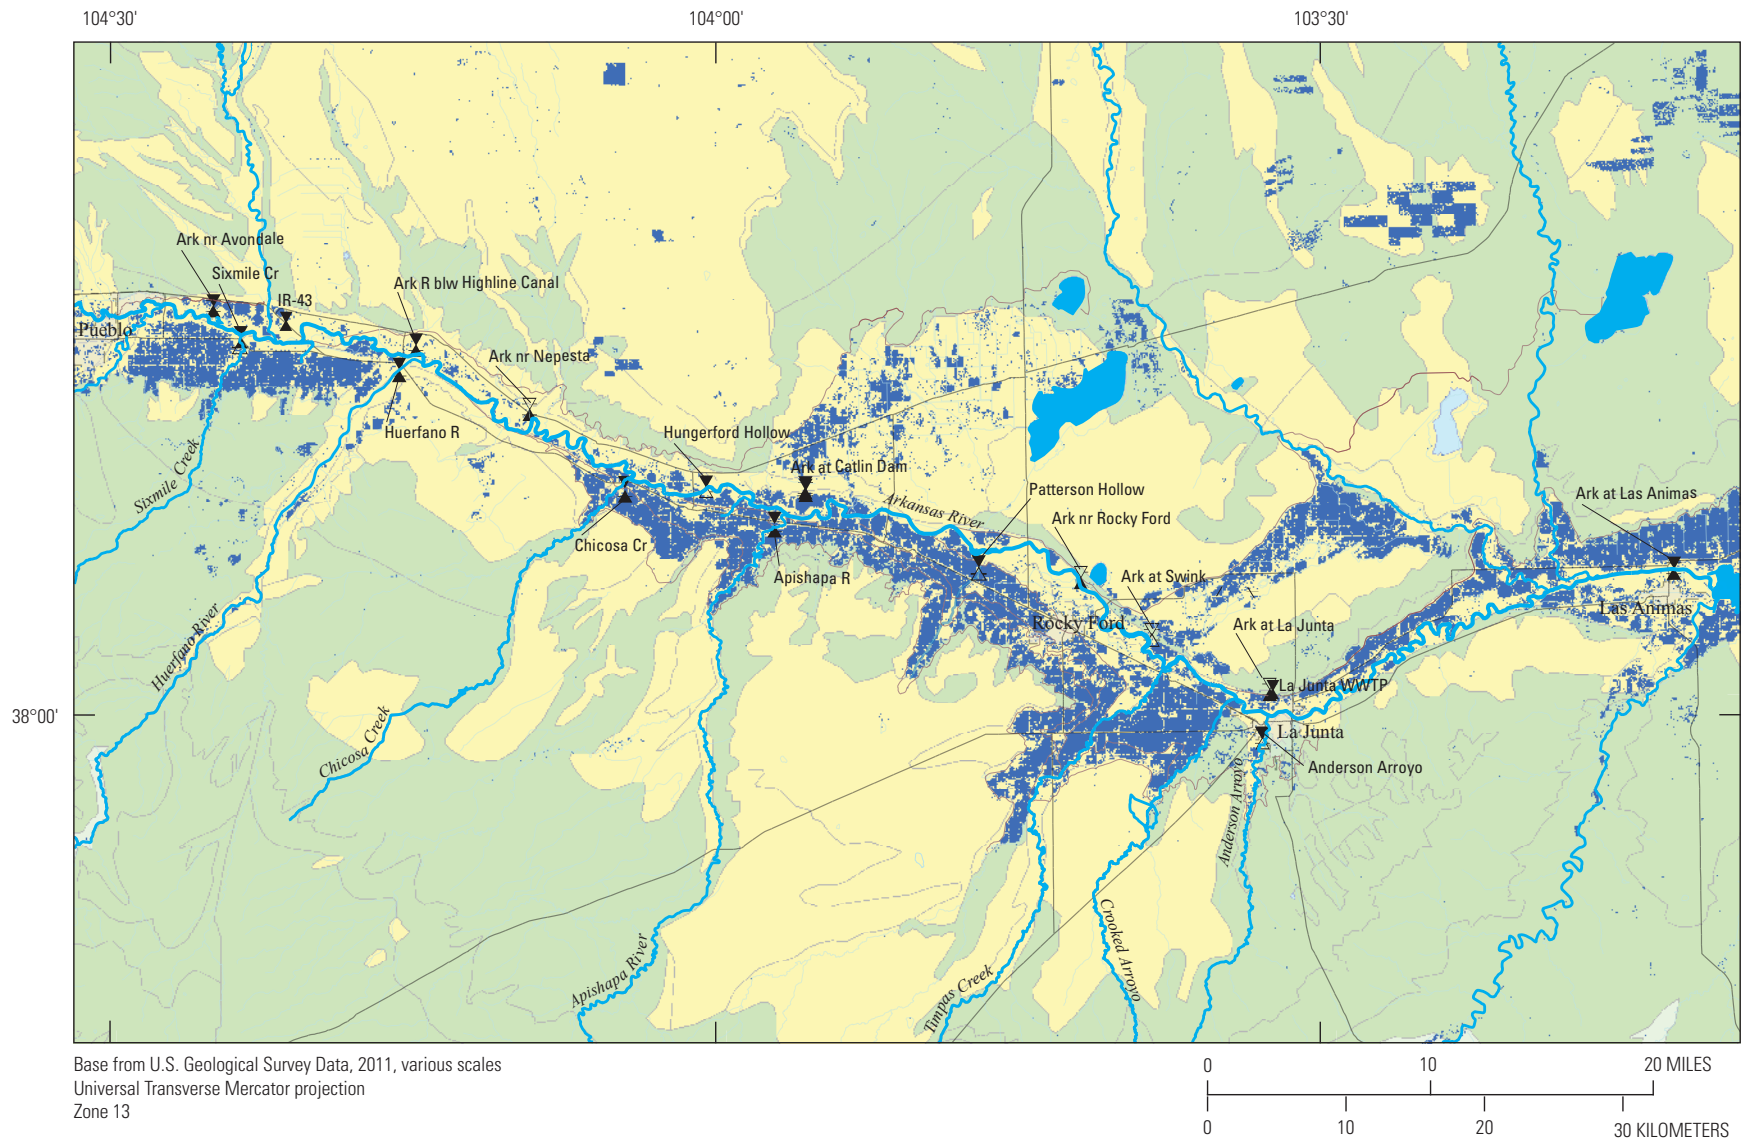 104°30'
104°00'
103°30'
Ark nr Avondale
Sixmile Cr
IR-43
Ark R blw Highline Canal
Pueblo
Ark nr Nepesta
Huerfano R
Hungerford Hollow
Ark at Catlin Dam
Sixmile Creek
Arkansas River
Patterson Hollow
Ark nr Rocky Ford
Ark at Las Animas
Chicosa Cr
Apishapa R
Ark at Swink
Las Animas
Rocky Ford
Ark at La Junta
Huerfano River
La Junta WWTP
38°00'
La Junta
Chicosa Creek
Anderson Arroyo
Anderson Arroyo
Crooked Arroyo
Apishapa River
Timpas Creek
Base from U.S. Geological Survey Data, 2011, various scales
Universal Transverse Mercator projection
Zone 13
0 10 20 MILES
0 10 20 30 KILOMETERS